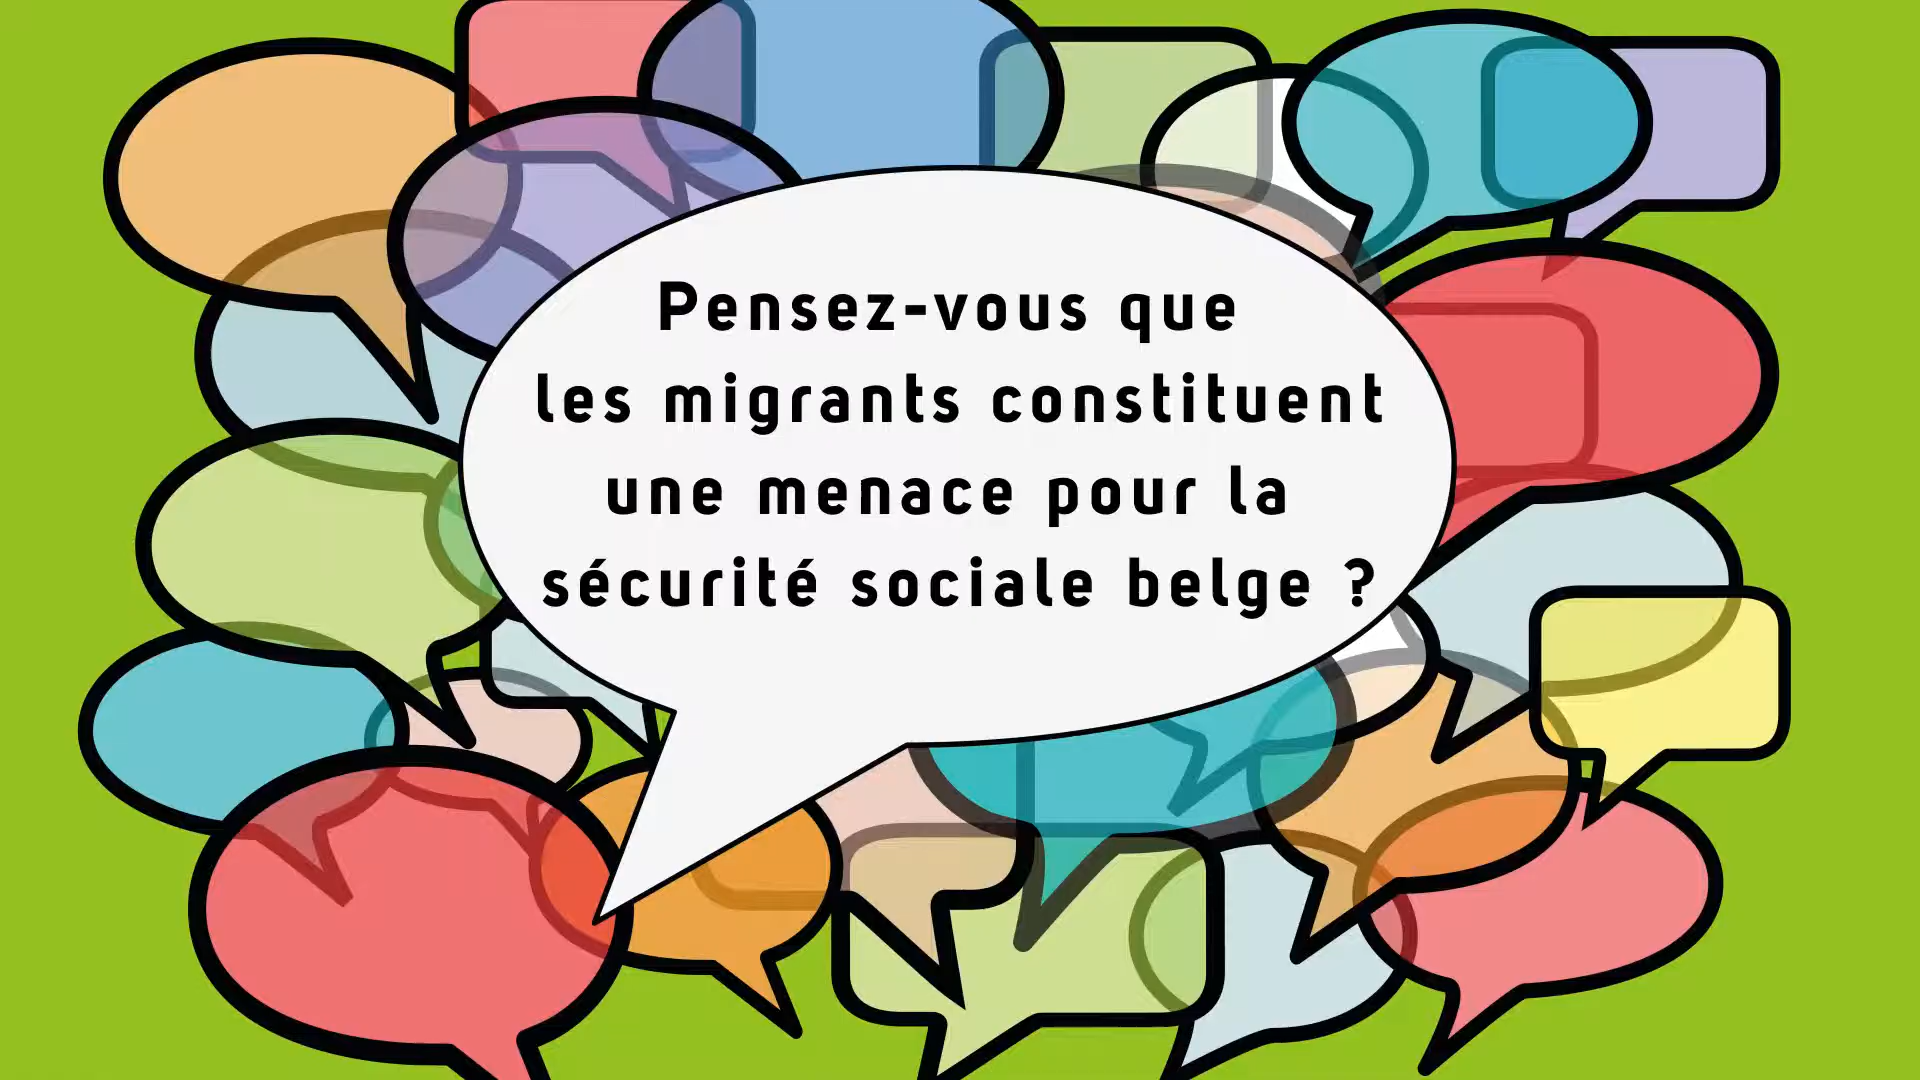 Pensez-vous que
les migrants constituent
une menace pour la
sécurité sociale belge ?